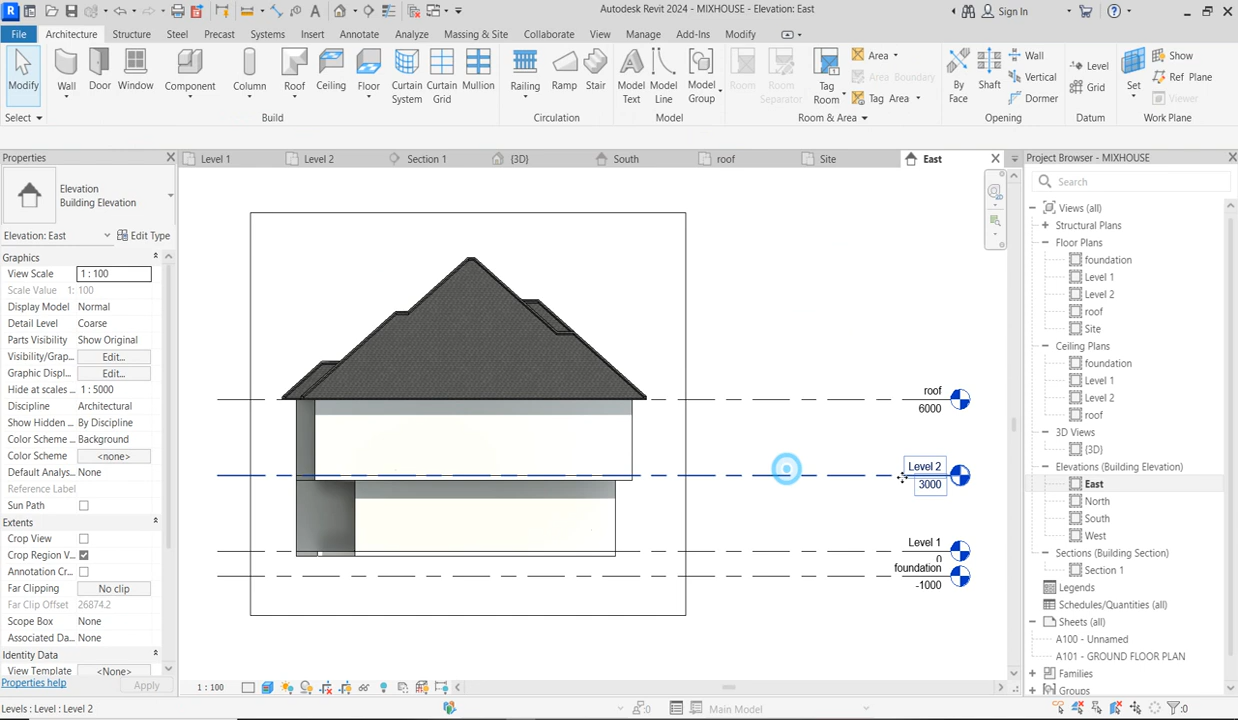 Autodesk Revit 2024 - MIXHOUSE - Elevation: East
Sign In
File Architecture Structure Steel Precast Systems Insert Annotate Analyze Massing & Site Collaborate View Manage Add-Ins Modify
Modify Wall Door Window Component Column Roof Ceiling Floor Curtain System Curtain Grid Mullion Railing Ramp Stair Model Text Model Line Model Group Room Room Separator Tag Room Area Area Boundary Tag Area By Face Shaft Wall Vertical Dormer Level Grid Set Show Ref Plane Viewer
Select Build Circulation Model Room & Area Opening Datum Work Plane
Properties
Level 1 Level 2 Section 1 {3D} South roof Site East
Elevation
Building Elevation
Elevation: East Edit Type
Graphics
View Scale 1 : 100
Scale Value 1: 100
Display Model Normal
Detail Level Coarse
Parts Visibility Show Original
Visibility/Grap... Edit...
Graphic Displ... Edit...
Hide at scales ... 1 : 5000
Discipline Architectural
Show Hidden ... By Discipline
Color Scheme ... Background
Color Scheme <none>
Default Analys... None
Reference Label
Sun Path
Extents
Crop View
Crop Region V...
Annotation Cr...
Far Clipping No clip
Far Clip Offset 26874.2
Scope Box None
Associated Da... None
Identity Data
View Template <None>
Properties help Apply
roof
6000
Level 2
3000
Level 1
0
foundation
-1000
Project Browser - MIXHOUSE
Search
Views (all)
Structural Plans
Floor Plans
foundation
Level 1
Level 2
roof
Site
Ceiling Plans
foundation
Level 1
Level 2
roof
3D Views
{3D}
Elevations (Building Elevation)
East
North
South
West
Sections (Building Section)
Section 1
Legends
Schedules/Quantities (all)
Sheets (all)
A100 - Unnamed
A101 - GROUND FLOOR PLAN
Families
Groups
1 : 100
Levels : Level : Level 2
:0
Main Model
:0